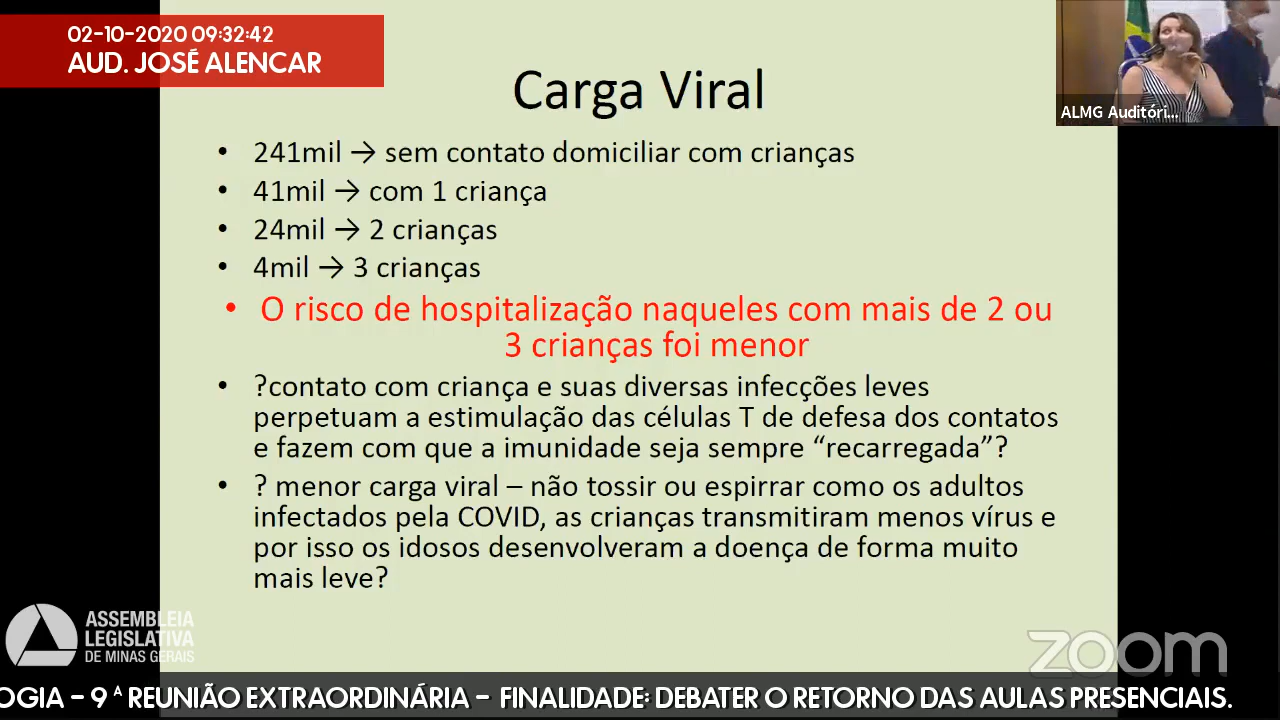 02-10-2020 09:32:42
AUD. JOSÉ ALENCAR
ALMG Auditóri...
Carga Viral
• 241mil → sem contato domiciliar com crianças
• 41mil → com 1 criança
• 24mil → 2 crianças
• 4mil → 3 crianças
• O risco de hospitalização naqueles com mais de 2 ou
3 crianças foi menor
• ?contato com criança e suas diversas infecções leves
perpetuam a estimulação das células T de defesa dos contatos
e fazem com que a imunidade seja sempre “recarregada”?
• ? menor carga viral – não tossir ou espirrar como os adultos
infectados pela COVID, as crianças transmitiram menos vírus e
por isso os idosos desenvolveram a doença de forma muito
mais leve?
ASSEMBLEIA
LEGISLATIVA
DE MINAS GERAIS
zoom
OGIA – 9ª REUNIÃO EXTRAORDINÁRIA – FINALIDADE: DEBATER O RETORNO DAS AULAS PRESENCIAIS.